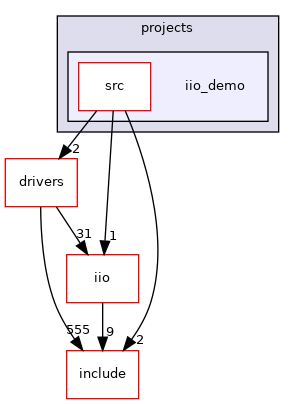 projects
src
iio_demo
2
drivers
31
1
iio
555
9
2
include